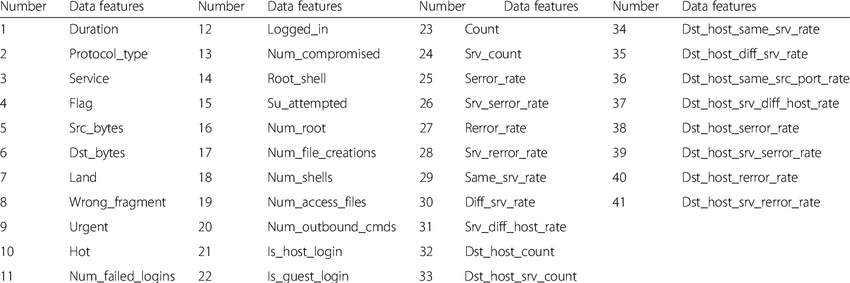 Number Data features Number Data features Number Data features Number Data features
1 Duration 12 Logged_in 23 Count 34 Dst_host_same_srv_rate
2 Protocol_type 13 Num_compromised 24 Srv_count 35 Dst_host_diff_srv_rate
3 Service 14 Root_shell 25 Serror_rate 36 Dst_host_same_src_port_rate
4 Flag 15 Su_attempted 26 Srv_serror_rate 37 Dst_host_srv_diff_host_rate
5 Src_bytes 16 Num_root 27 Rerror_rate 38 Dst_host_serror_rate
6 Dst_bytes 17 Num_file_creations 28 Srv_rerror_rate 39 Dst_host_srv_serror_rate
7 Land 18 Num_shells 29 Same_srv_rate 40 Dst_host_rerror_rate
8 Wrong_fragment 19 Num_access_files 30 Diff_srv_rate 41 Dst_host_srv_rerror_rate
9 Urgent 20 Num_outbound_cmds 31 Srv_diff_host_rate
10 Hot 21 Is_host_login 32 Dst_host_count
11 Num_failed_logins 22 Is_guest_login 33 Dst_host_srv_count